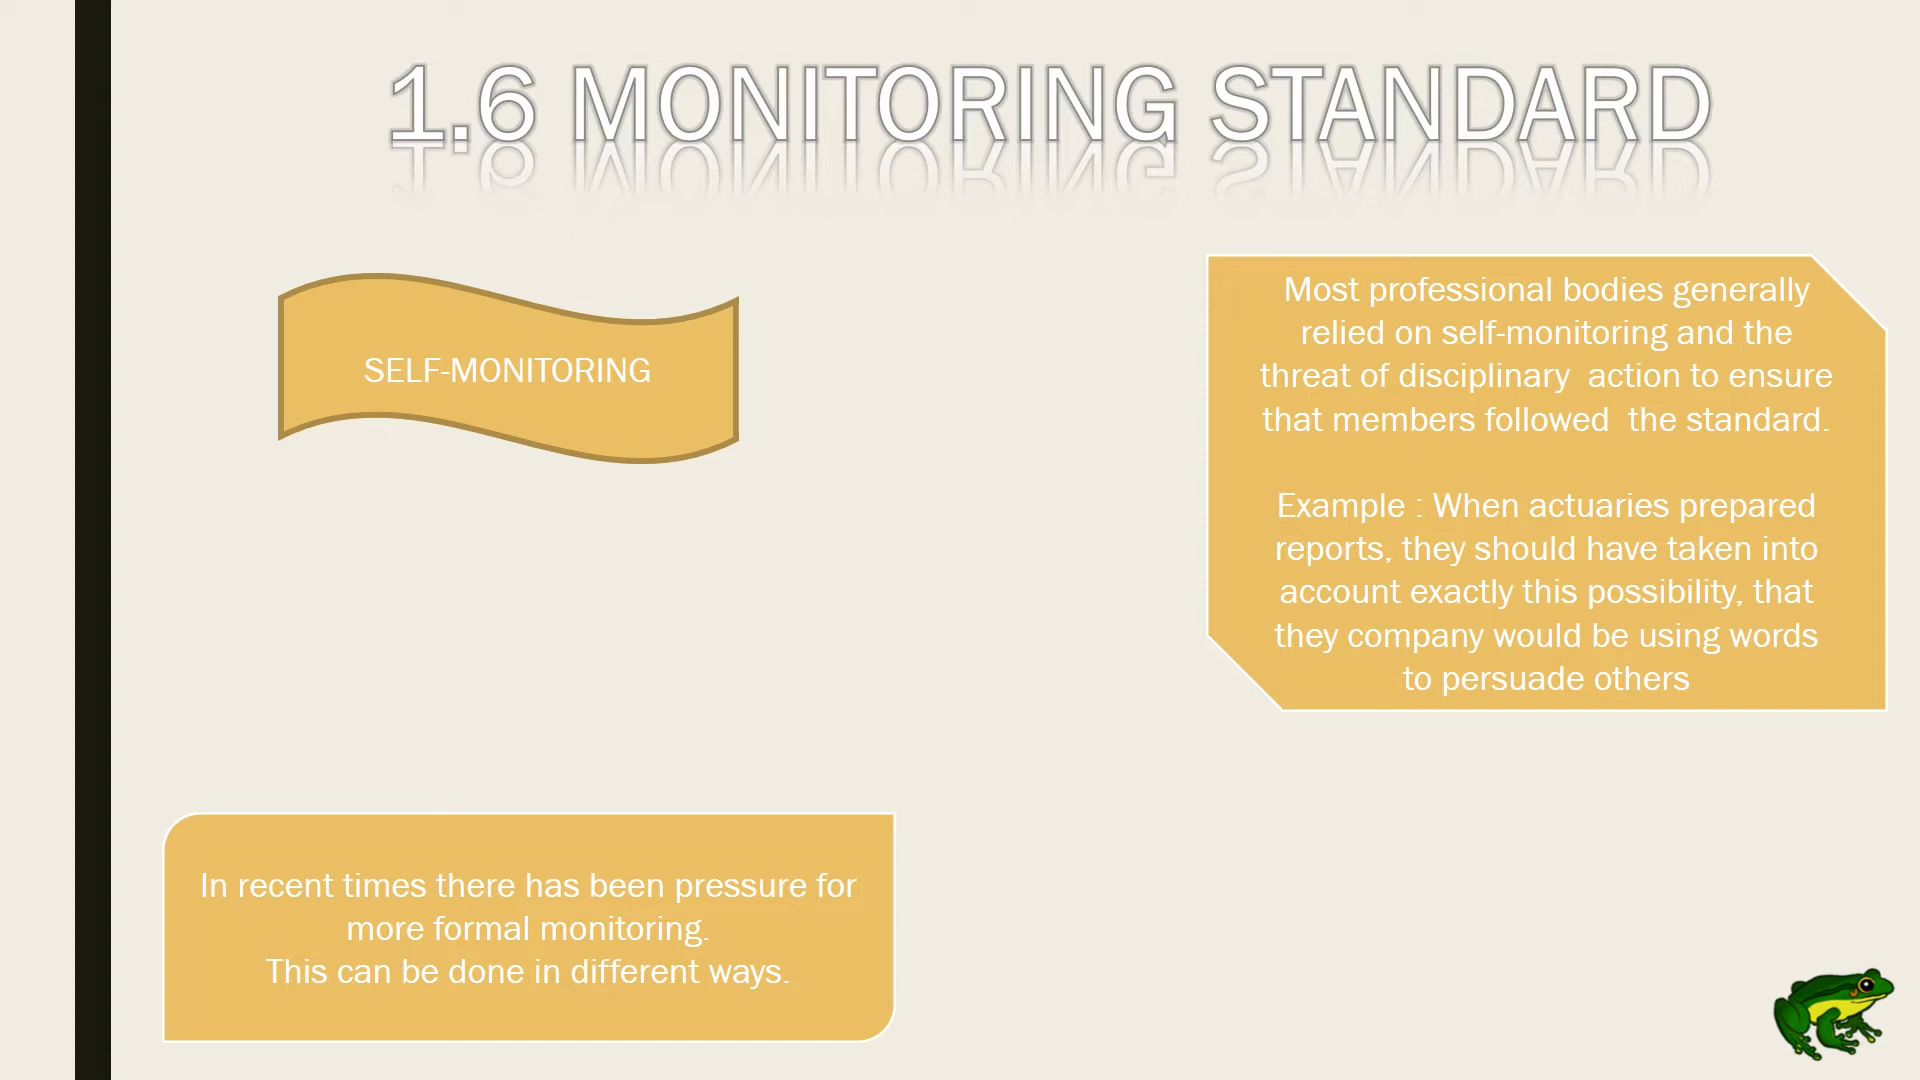 1.6 MONITORING STANDARD
SELF-MONITORING
Most professional bodies generally
relied on self-monitoring and the
threat of disciplinary  action to ensure
that members followed  the standard.
Example : When actuaries prepared
reports, they should have taken into
account exactly this possibility, that
they company would be using words
to persuade others
In recent times there has been pressure for
more formal monitoring.
This can be done in different ways.